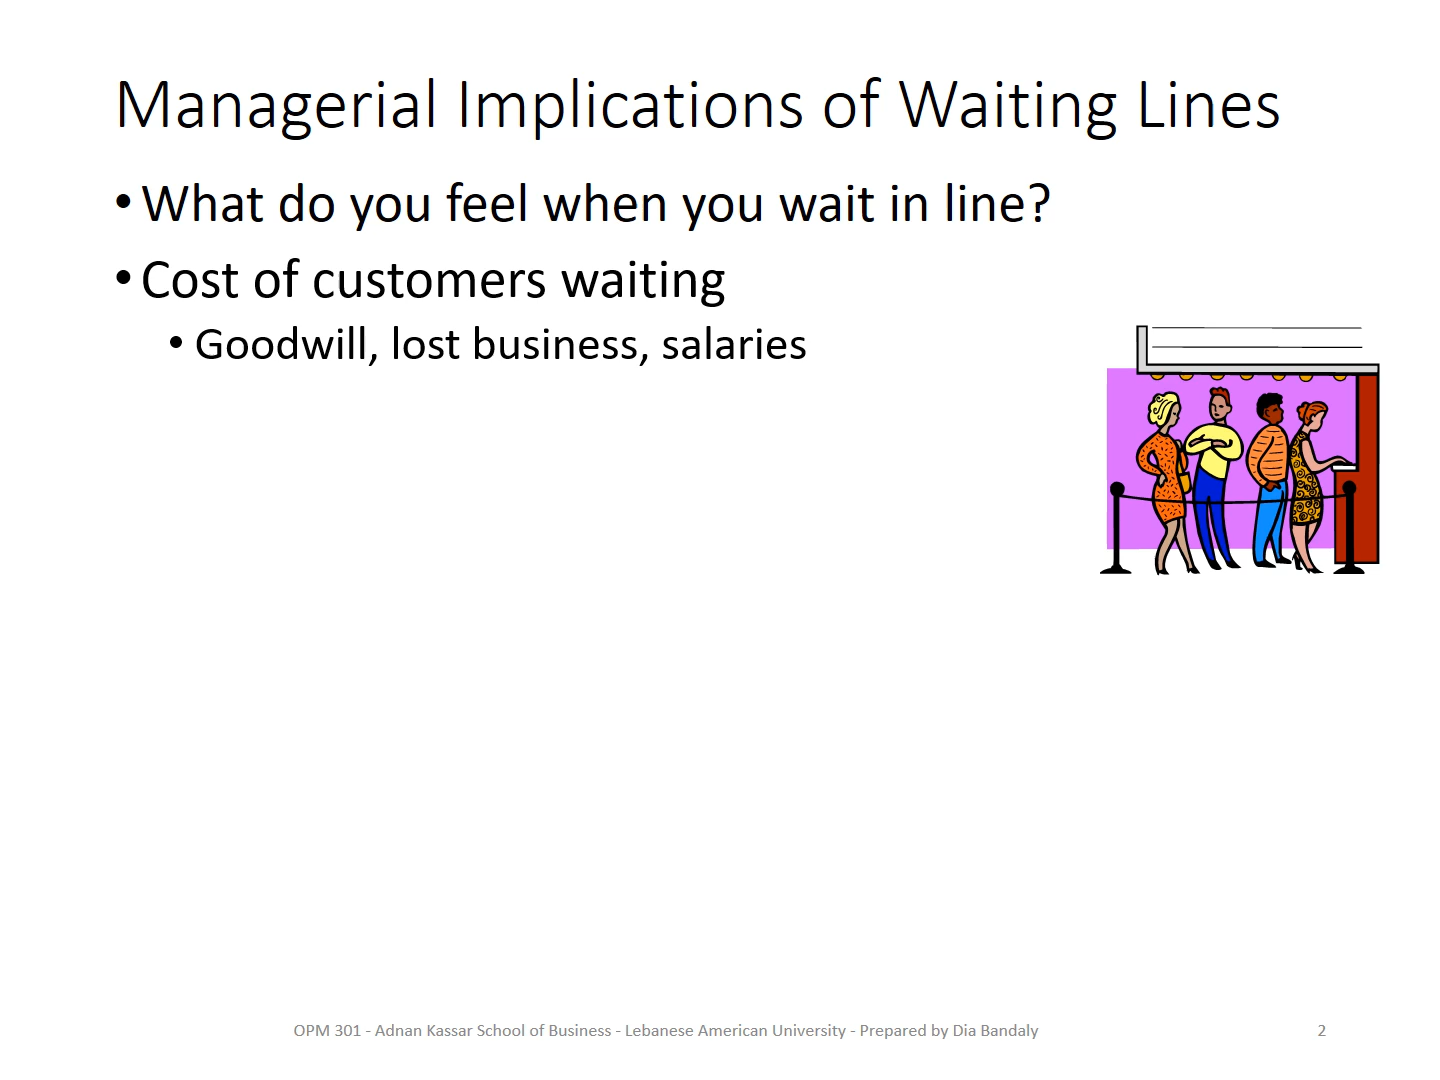 Managerial Implications of Waiting Lines
• What do you feel when you wait in line?
• Cost of customers waiting
• Goodwill, lost business, salaries
OPM 301 - Adnan Kassar School of Business - Lebanese American University - Prepared by Dia Bandaly
2